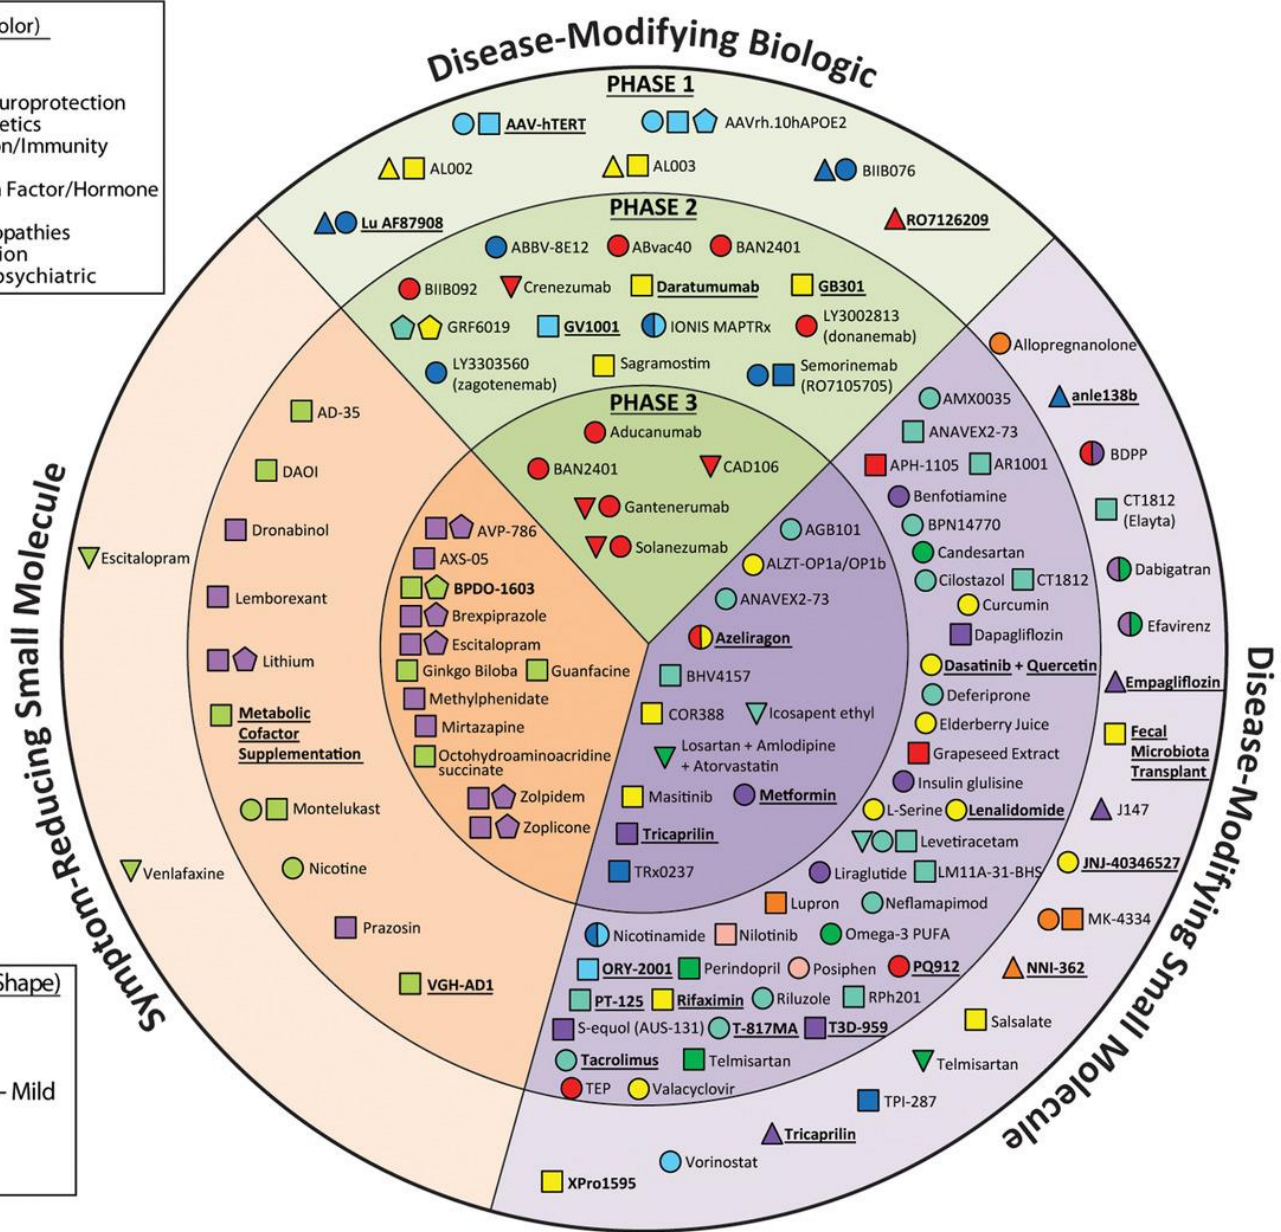 olor)
uroprotection
etics
on/Immunity
Factor/Hormone
opathies
ion
psychiatric
Disease-Modifying Biologic
PHASE 1
AAV-hTERT
AAVrh.10hAPOE2
AL002
AL003
BIIB076
Lu AF87908
RO7126209
PHASE 2
ABBV-8E12
ABvac40
BAN2401
BIIB092
Crenezumab
Daratumumab
GB301
GRF6019
GV1001
IONIS MAPTRx
LY3002813
(donanemab)
LY3303560
(zagotenemab)
Sagramostim
Semorinemab
(RO7105705)
PHASE 3
Aducanumab
BAN2401
CAD106
Gantenerumab
Solanezumab
Symptom-Reducing Small Molecule
Escitalopram
Venlafaxine
AD-35
DAOI
Dronabinol
Lemborexant
Lithium
Metabolic
Cofactor
Supplementation
Montelukast
Nicotine
Prazosin
VGH-AD1
AVP-786
AXS-05
BPDO-1603
Brexpiprazole
Escitalopram
Ginkgo Biloba
Guanfacine
Methylphenidate
Mirtazapine
Octohydroaminoacridine
succinate
Zolpidem
Zoplicone
AGB101
ALZT-OP1a/OP1b
ANAVEX2-73
Azeliragon
BHV4157
COR388
Icosapent ethyl
Losartan + Amlodipine
+ Atorvastatin
Masitinib
Metformin
Tricaprilin
TRx0237
AMX0035
ANAVEX2-73
APH-1105
AR1001
Benfotiamine
BPN14770
Candesartan
Cilostazol
CT1812
Curcumin
Dapagliflozin
Dasatinib + Quercetin
Deferiprone
Elderberry Juice
Grapeseed Extract
Insulin glulisine
L-Serine
Lenalidomide
Levetiracetam
Liraglutide
LM11A-31-BHS
Lupron
Neflamapimod
Nicotinamide
Nilotinib
Omega-3 PUFA
ORY-2001
Perindopril
Posiphen
PQ912
PT-125
Rifaximin
Riluzole
RPh201
S-equol (AUS-131)
T-817MA
T3D-959
Tacrolimus
Telmisartan
TEP
Valacyclovir
Allopregnanolone
anle138b
BDPP
CT1812
(Elayta)
Dabigatran
Efavirenz
Empagliflozin
Fecal
Microbiota
Transplant
J147
JNJ-40346527
MK-4334
NNI-362
Salsalate
Telmisartan
TPI-287
Tricaprilin
Vorinostat
XPro1595
Disease-Modifying Small Molecule
Shape)
- Mild